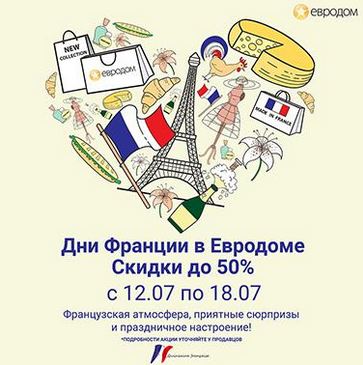 ЕВРОДОМ
NEW
COLLECTION
ЕВРОДОМ
MADE IN FRANCE
Дни Франции в Евродоме
Скидки до 50%
с 12.07 по 18.07
Французская атмосфера, приятные сюрпризы
и праздничное настроение!
*ПОДРОБНОСТИ АКЦИИ УТОЧНЯЙТЕ У ПРОДАВЦОВ